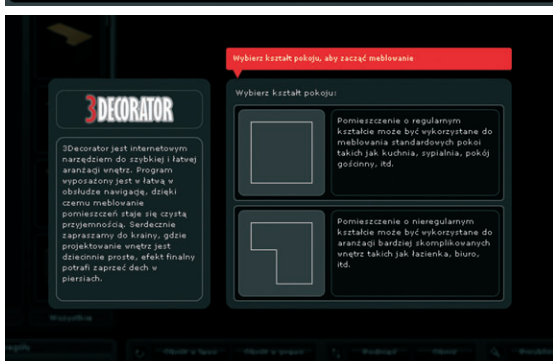 Wybierz kształt pokoju, aby zacząć meblowanie
3DECORATOR
3Decorator jest internetowym
narzędziem do szybkiej i łatwej
aranżacji wnętrz. Program
wyposażony jest w łatwą w
obsłudze nawigację, dzięki
czemu meblowanie
pomieszczeń staje się czystą
przyjemnością. Serdecznie
zapraszamy do krainy, gdzie
projektowanie wnętrz jest
dziecinnie proste, efekt finalny
potrafi zaprzeć dech w
piersiach.
Wybierz kształt pokoju:
Pomieszczenie o regularnym
kształcie może być wykorzystane do
meblowania standardowych pokoi
takich jak kuchnia, sypialnia, pokój
gościnny, itd.
Pomieszczenie o nieregularnym
kształcie może być wykorzystane do
aranżacji bardziej skomplikowanych
wnętrz takich jak łazienka, biuro,
itd.
Wszystkie